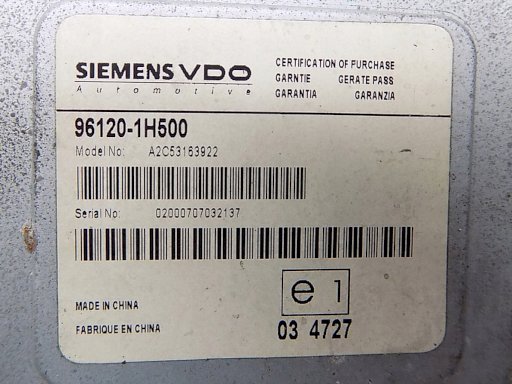 SIEMENS VDO
Automotive
CERTIFICATION OF PURCHASE
GARNTIE GERATE PASS
GARANTIA GARANZIA
96120-1H500
Model No: A2C53163922
Serial No: 02000707032137
MADE IN CHINA
FABRIQUE EN CHINA
e 1
03 4727